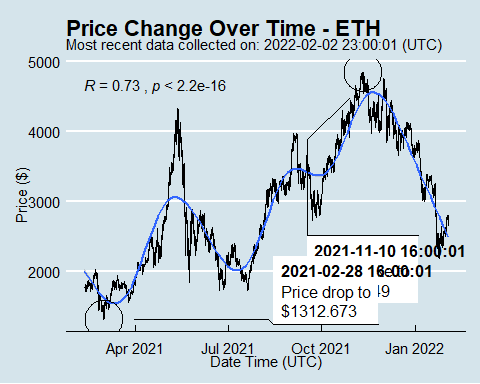 Price Change Over Time - ETH
Most recent data collected on: 2022-02-02 23:00:01 (UTC)
R = 0.73 , p < 2.2e-16
5000
4000
3000
2000
Price ($)
2021-11-10 16:00:01
2021-02-28 16:00:01
Price drop to
$1312.673
49
Apr 2021
Jul 2021
Oct 2021
Jan 2022
Date Time (UTC)